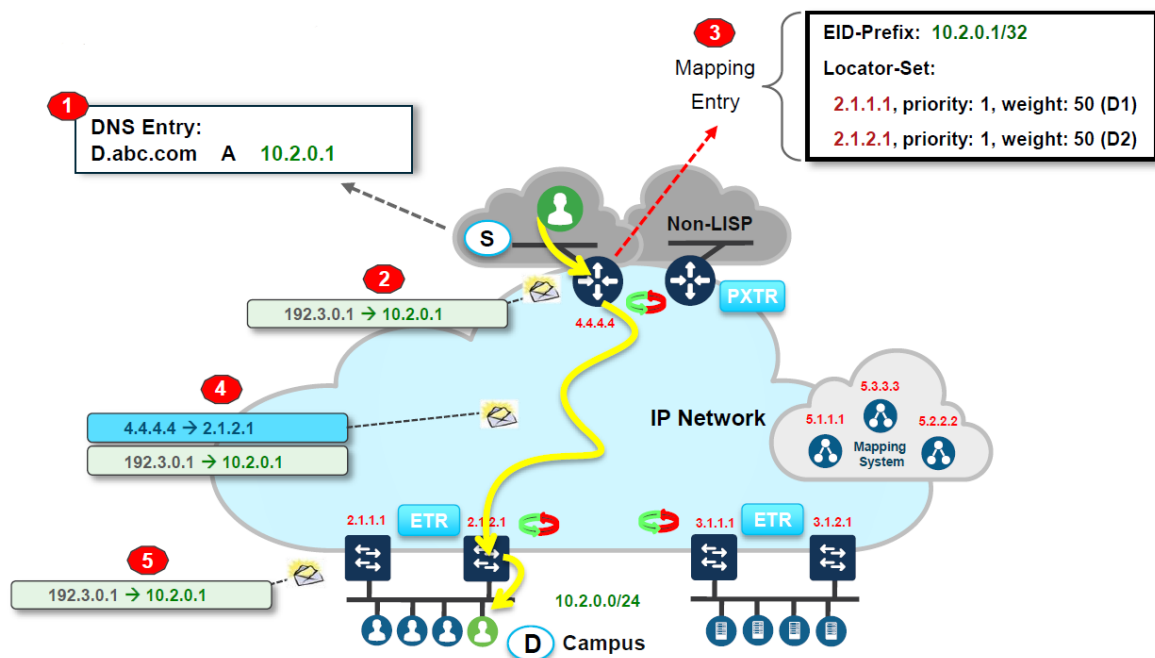 3
Mapping
Entry
EID-Prefix: 10.2.0.1/32
Locator-Set:
2.1.1.1, priority: 1, weight: 50 (D1)
2.1.2.1, priority: 1, weight: 50 (D2)
1
DNS Entry:
D.abc.com A 10.2.0.1
S
Non-LISP
2
192.3.0.1 → 10.2.0.1
PXTR
4.4.4.4
4
4.4.4.4 → 2.1.2.1
192.3.0.1 → 10.2.0.1
IP Network
5.3.3.3
5.1.1.1
5.2.2.2
Mapping
System
2.1.1.1
ETR
2.1.2.1
3.1.1.1
ETR
3.1.2.1
5
192.3.0.1 → 10.2.0.1
10.2.0.0/24
D
Campus